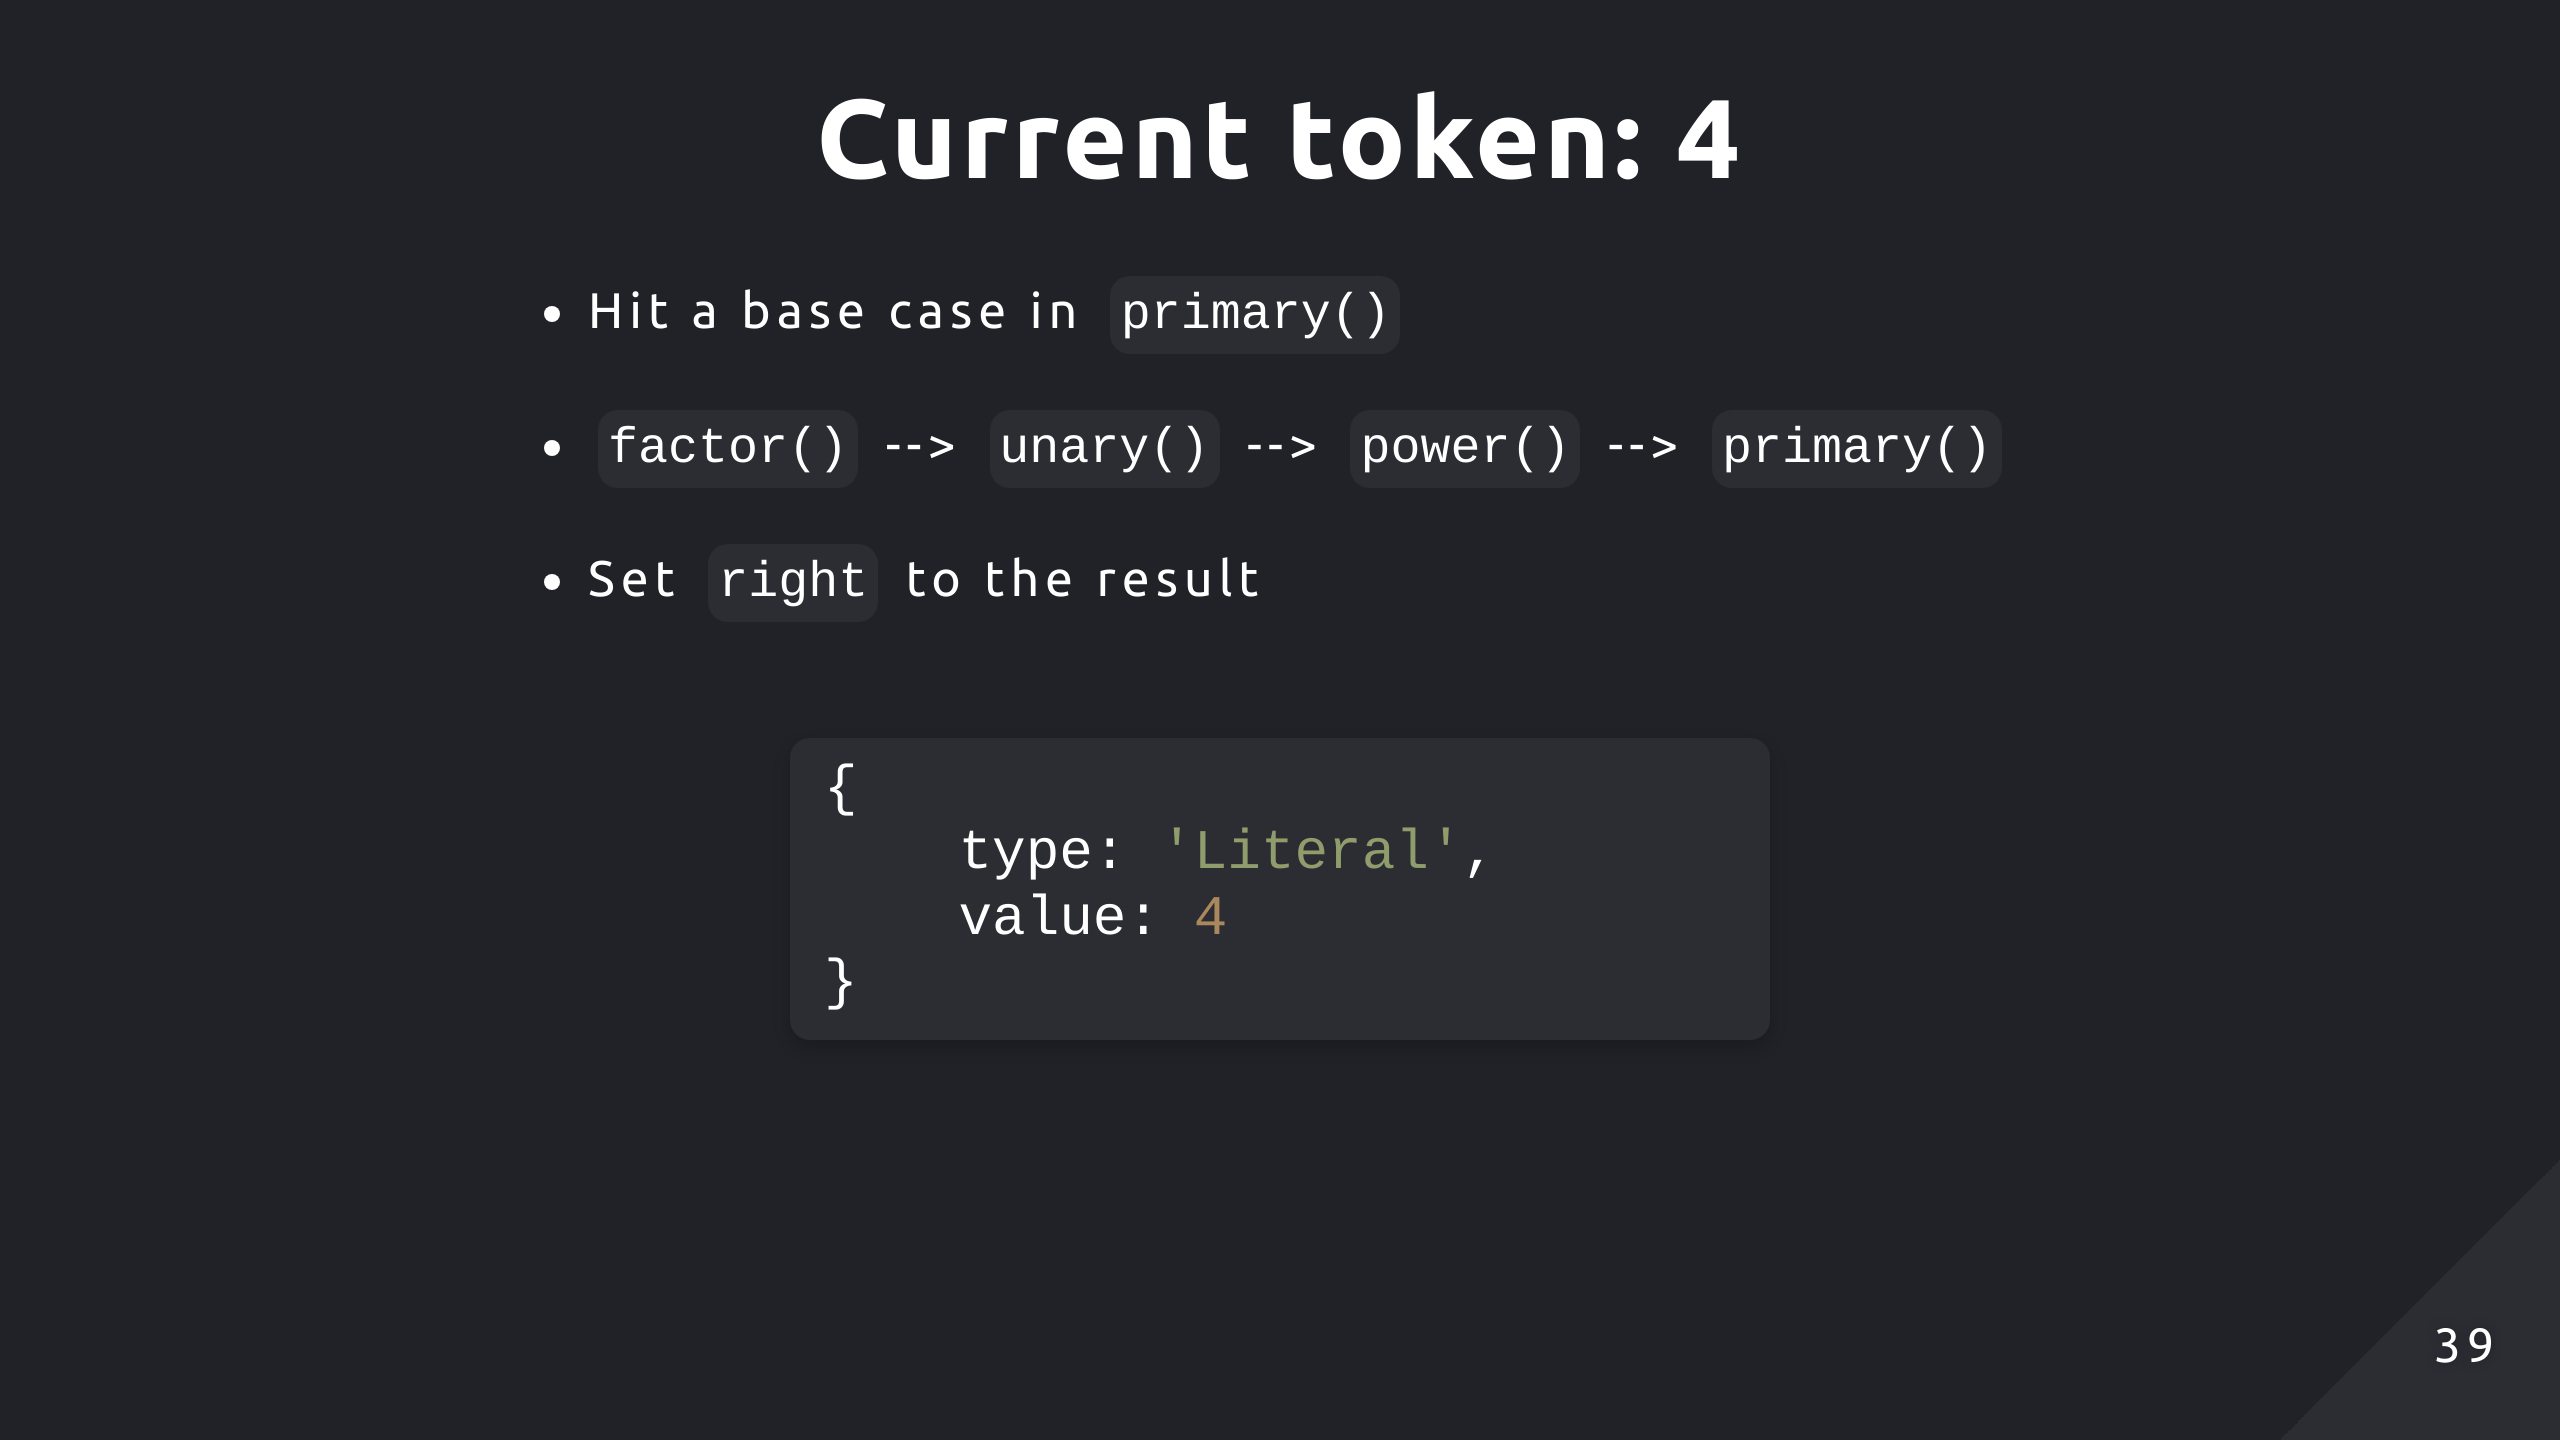 Current token: 4
• Hit a base case in primary()
• factor() --> unary() --> power() --> primary()
• Set right to the result
{
    type: 'Literal',
    value: 4
}
39